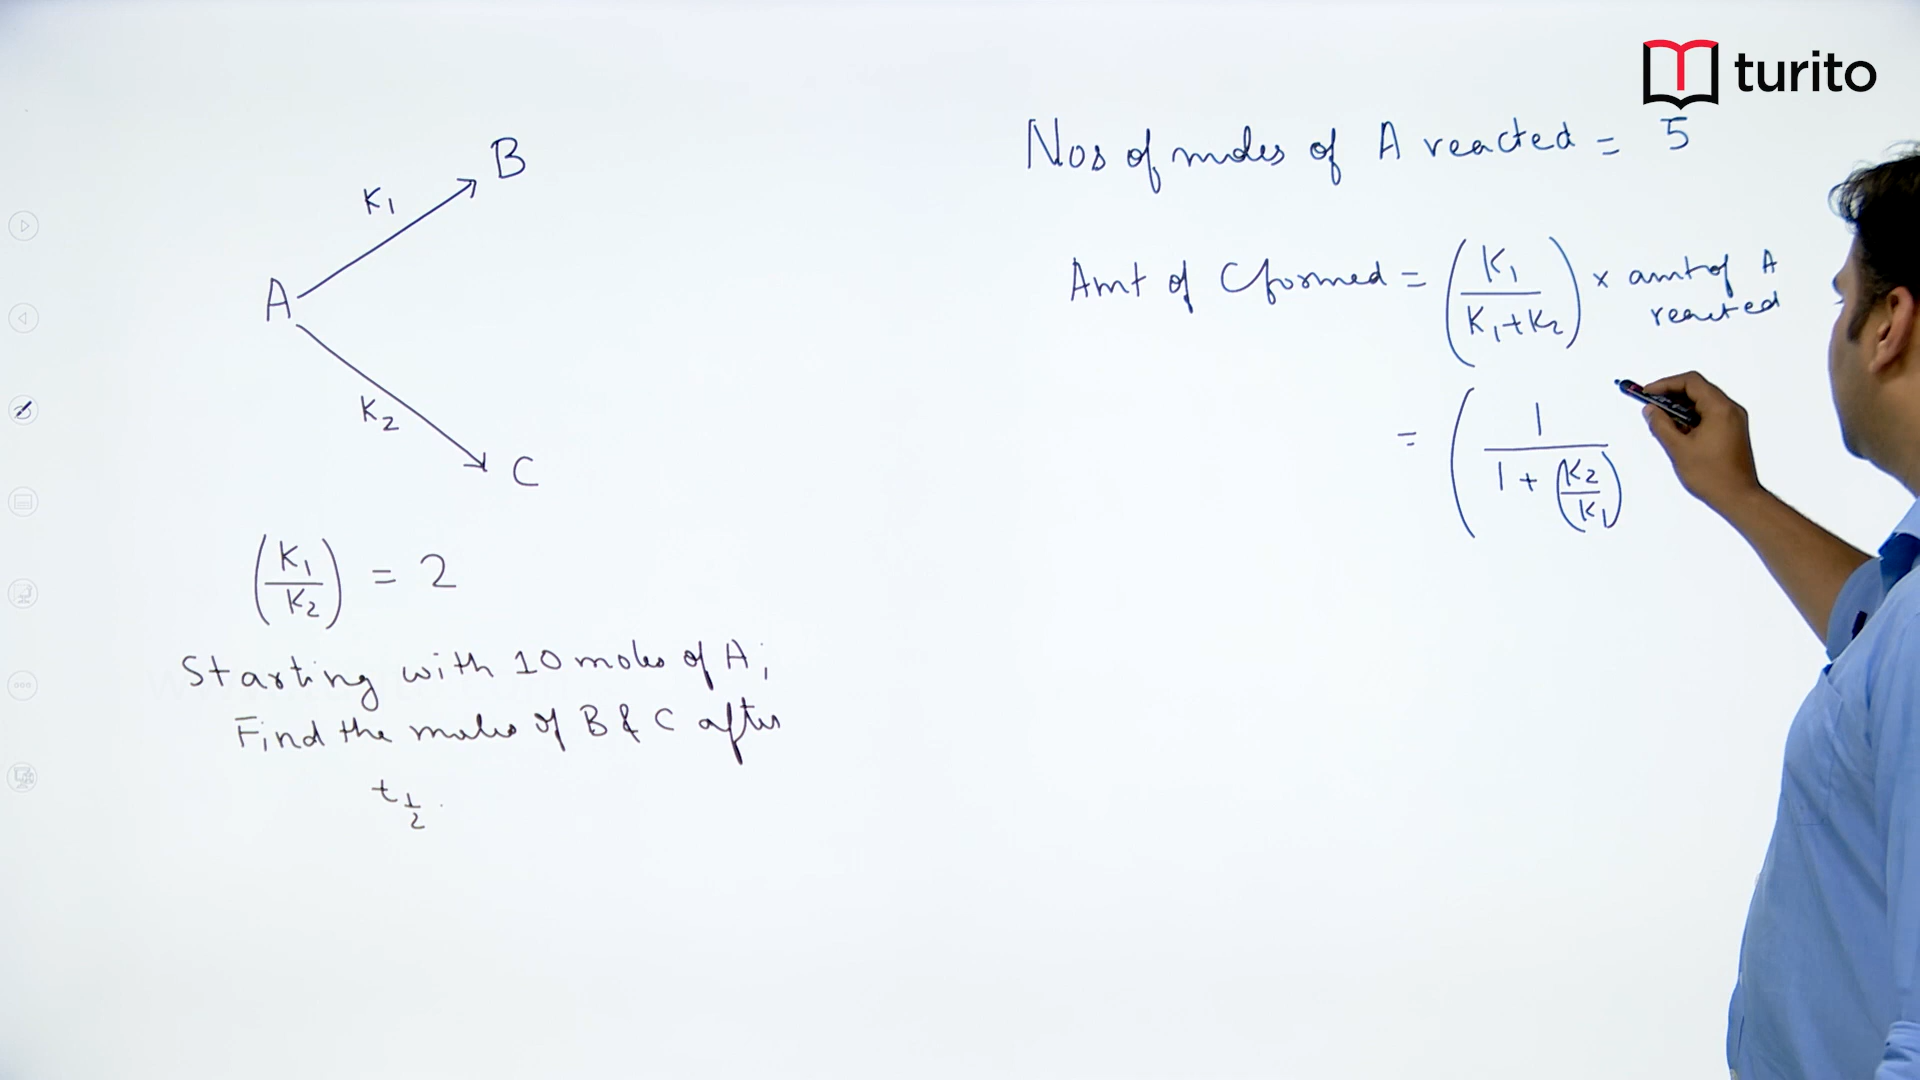 turito
B
K₁
A
K₂
C
(K₁/K₂) = 2
Starting with 10 moles of A;
Find the moles of B & C after
t½.
Nos of moles of A reacted = 5
Amt of C formed = (K₁/K₁+K₂) × amt of A
reacted
= (1/1+(K₂/K₁)